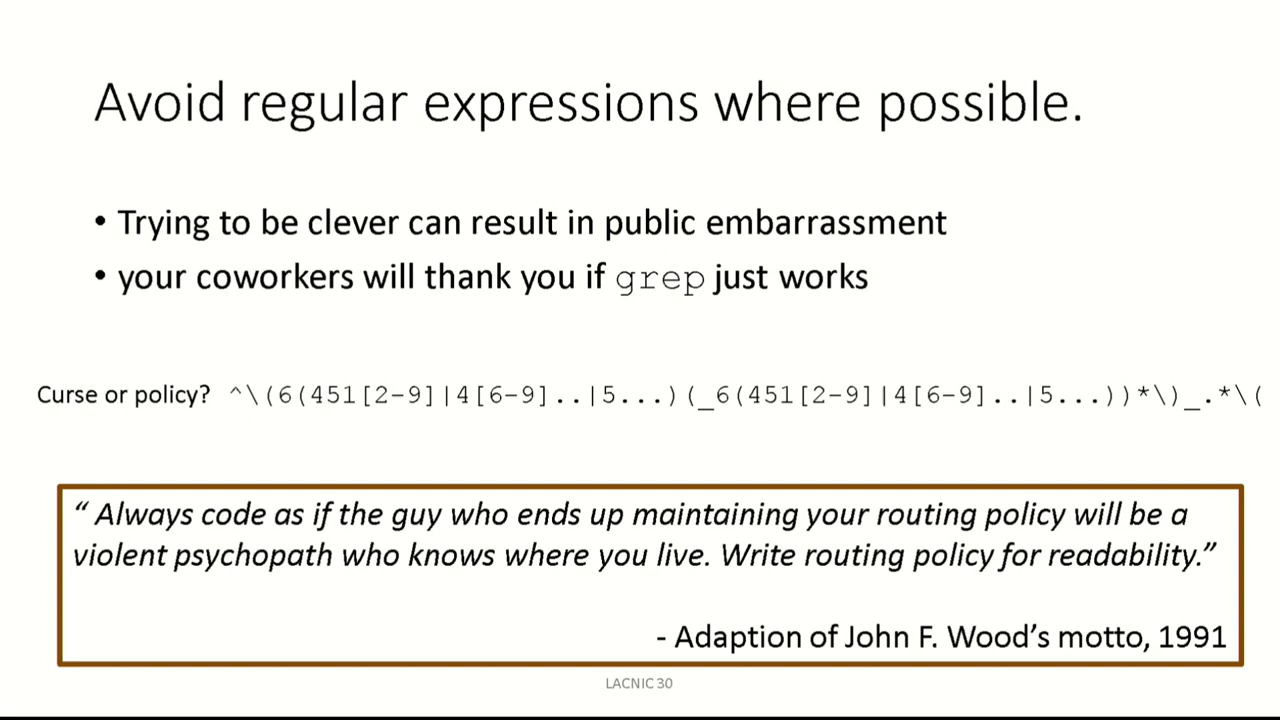 Avoid regular expressions where possible.
• Trying to be clever can result in public embarrassment
• your coworkers will thank you if grep just works
Curse or policy? ^\(6(451[2-9]|4[6-9]..|5...)(_6(451[2-9]|4[6-9]..|5...))*\)_.*\(
“ Always code as if the guy who ends up maintaining your routing policy will be a
violent psychopath who knows where you live. Write routing policy for readability.”
- Adaption of John F. Wood’s motto, 1991
LACNIC 30